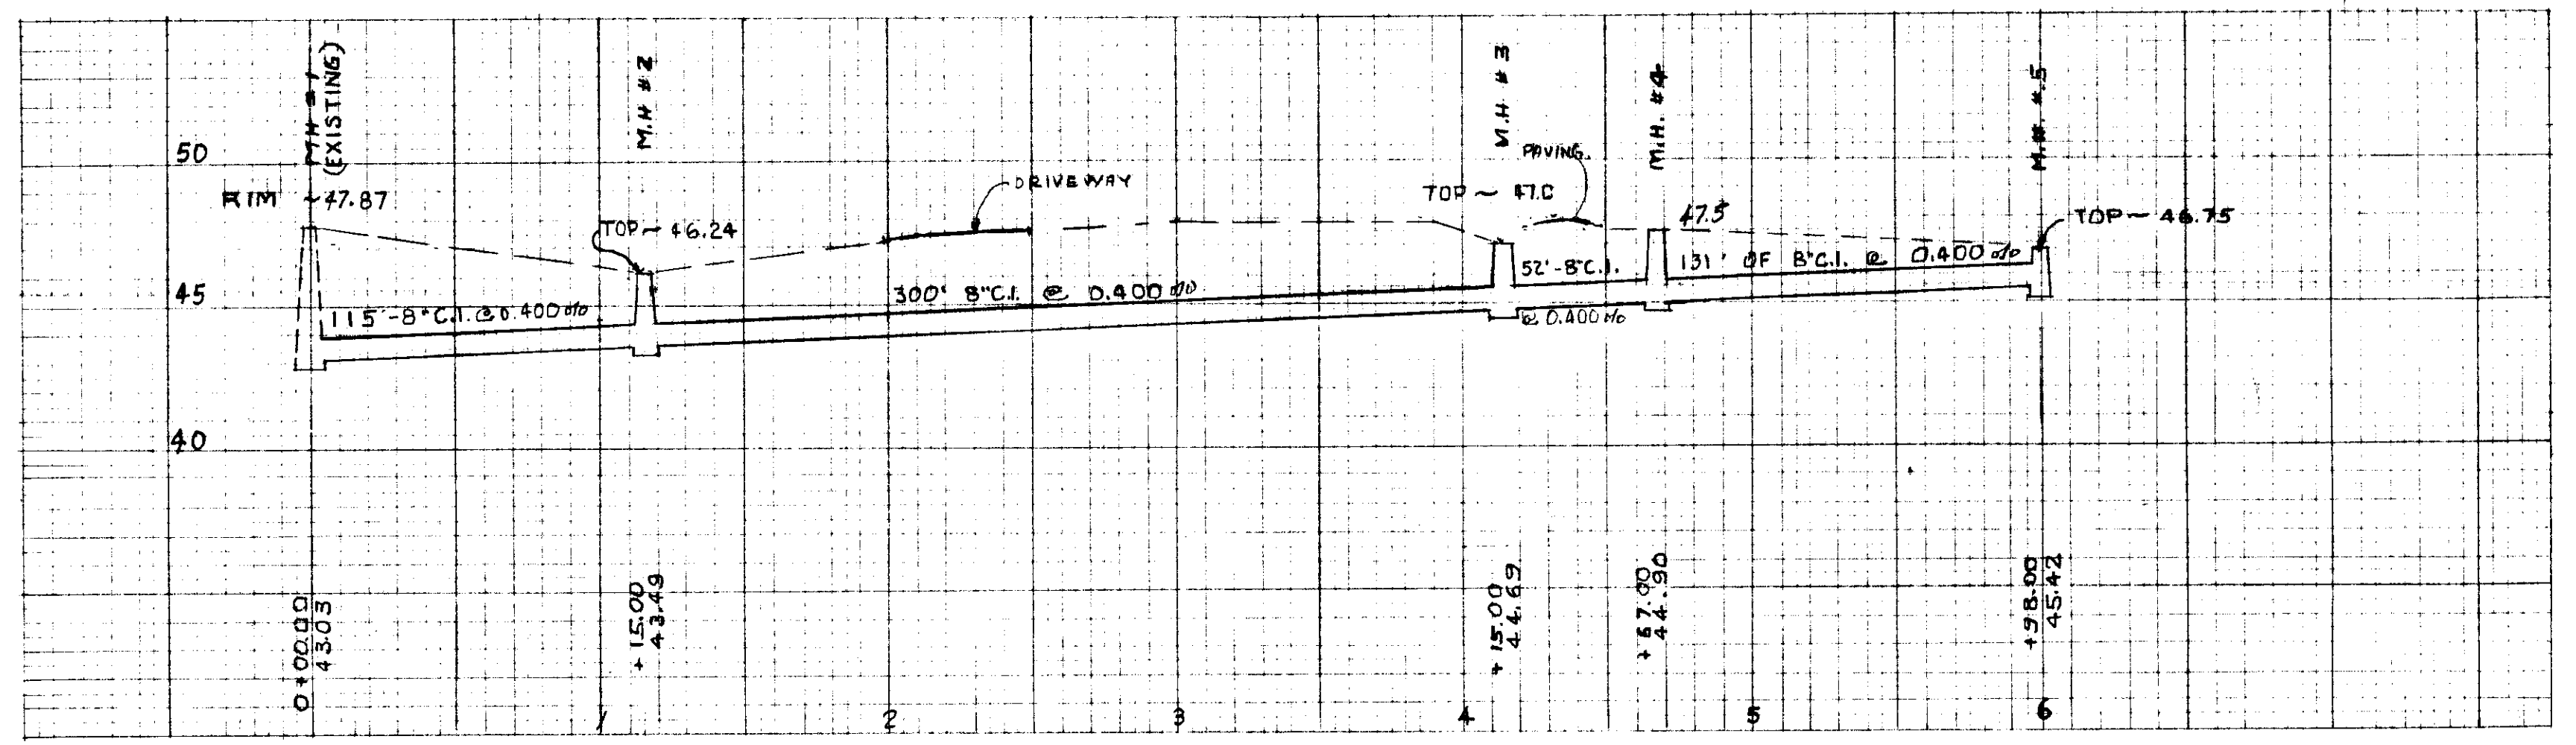 MH #1
(EXISTING)
M.H #2
M.H #3
M.H. #4
M.H. #5
50
RIM ~47.87
DRIVEWAY
PAVING
TOP ~ 47.0
47.5
TOP ~ 46.75
TOP ~ 46.24
45
115'-8"C.I. @ 0.400 %
300' 8"C.I. @ 0.400 %
52'-8"C.I.
@ 0.400 %
131' OF 8"C.I. @ 0.400 %
40
0+00.00
43.03
+15.00
43.49
+15.00
44.69
+67.00
44.90
+98.00
45.42
1
2
3
4
5
6